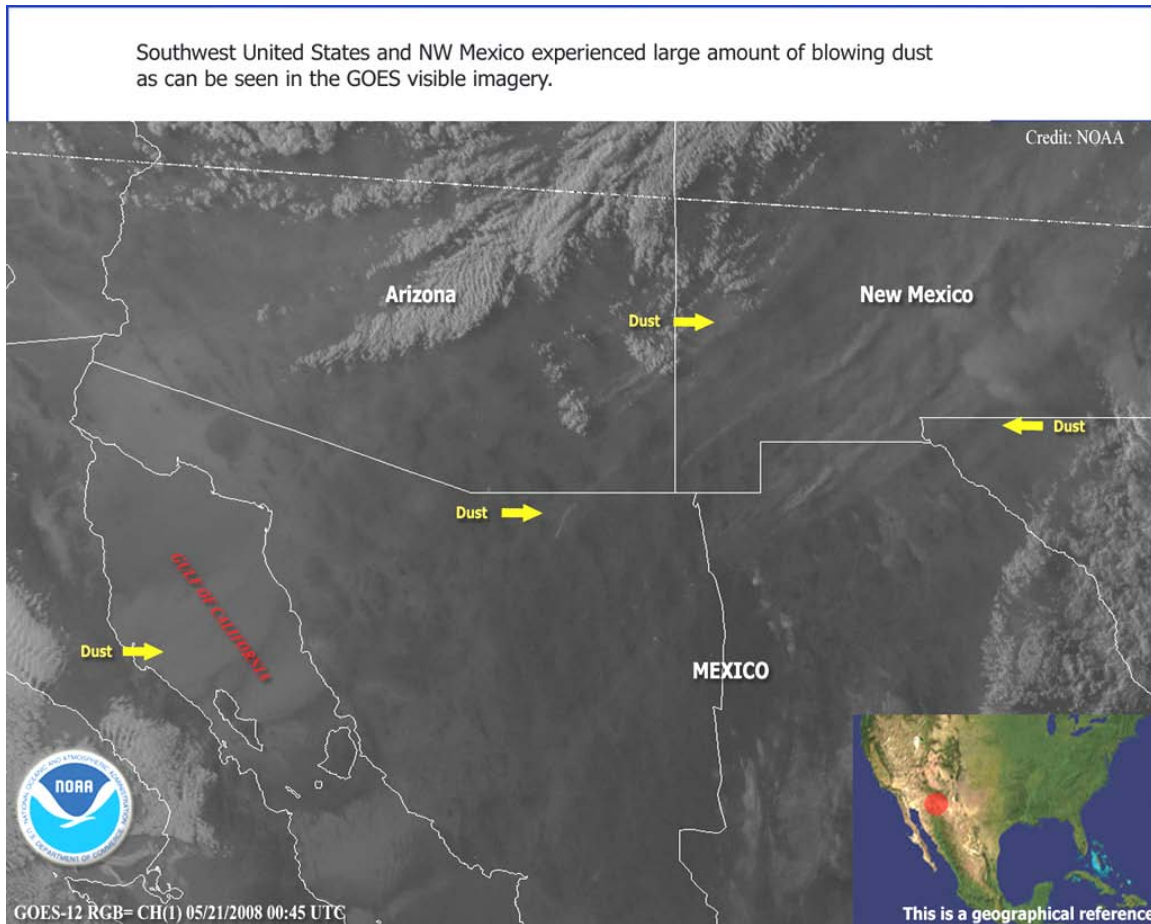 Southwest United States and NW Mexico experienced large amount of blowing dust
as can be seen in the GOES visible imagery.
Credit: NOAA
Arizona
New Mexico
Dust
Dust
Dust
GULF of CALIFORNIA
Dust
MEXICO
NATIONAL OCEANIC AND ATMOSPHERIC ADMINISTRATION
NOAA
U.S. DEPARTMENT OF COMMERCE
GOES-12 RGB= CH(1) 05/21/2008 00:45 UTC
This is a geographical reference